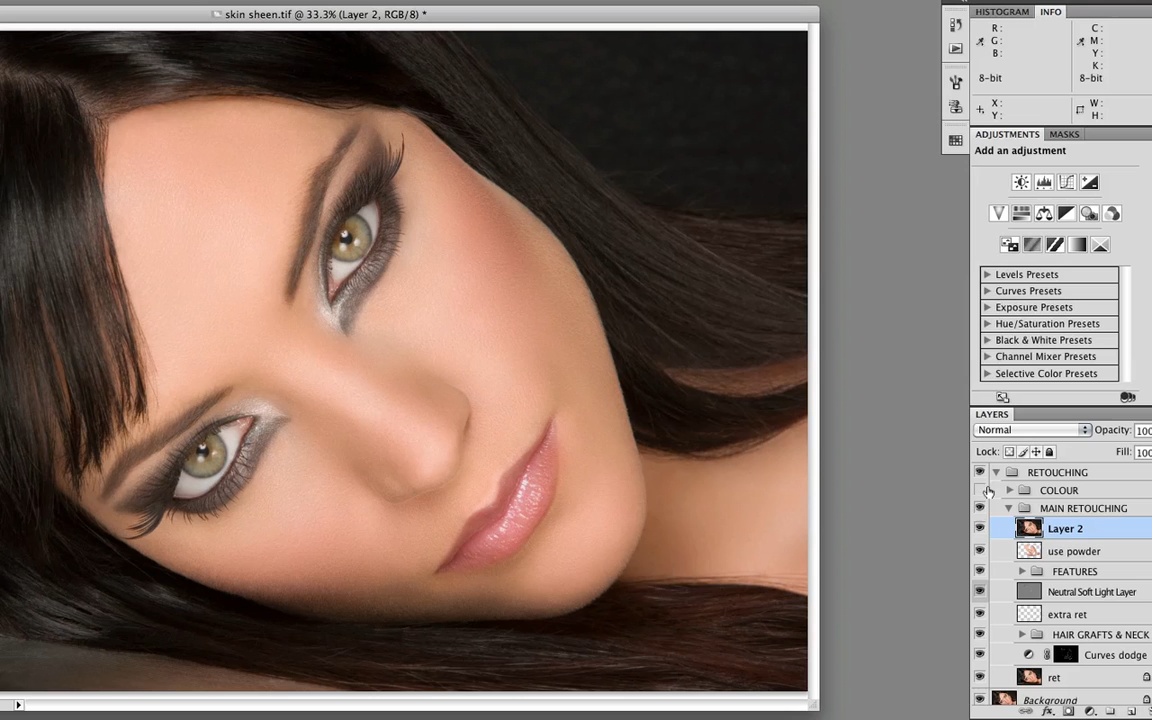 skin sheen.tif @ 33.3% (Layer 2, RGB/8) *
HISTOGRAM INFO
R: C:
G: M:
B: Y:
K:
8-bit 8-bit
X: W:
Y: H:
ADJUSTMENTS MASKS
Add an adjustment
Levels Presets
Curves Presets
Exposure Presets
Hue/Saturation Presets
Black & White Presets
Channel Mixer Presets
Selective Color Presets
LAYERS
Normal Opacity: 100
Lock: Fill: 100
RETOUCHING
COLOUR
MAIN RETOUCHING
Layer 2
use powder
FEATURES
Neutral Soft Light Layer
extra ret
HAIR GRAFTS & NECK
Curves dodge
ret
Background
fx